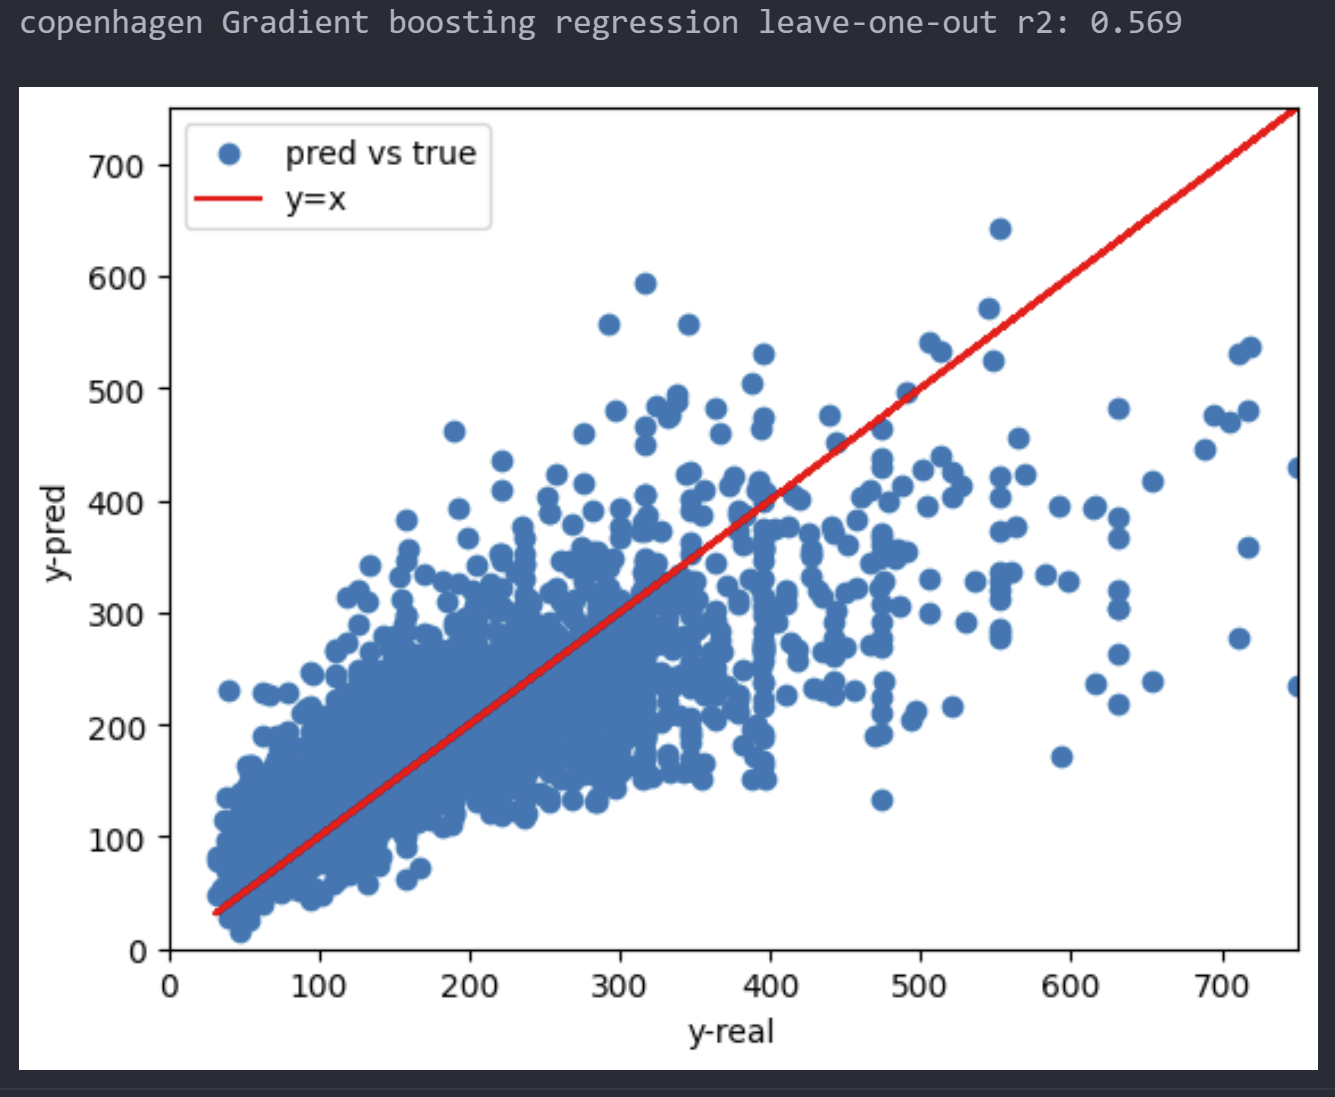 copenhagen Gradient boosting regression leave-one-out r2: 0.569
pred vs true
y=x
700
600
500
400
300
200
100
0
y-pred
0 100 200 300 400 500 600 700
y-real